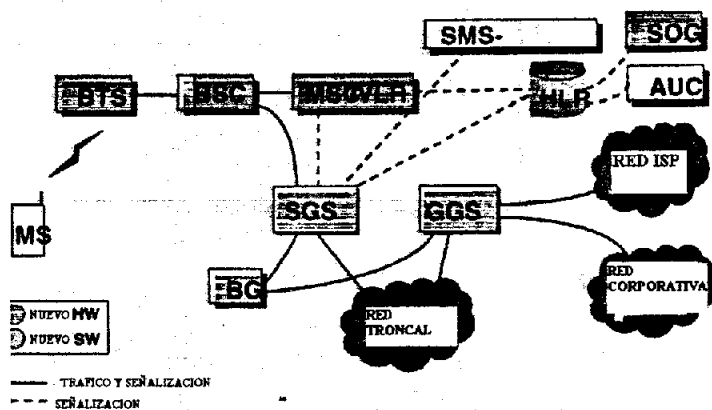 SMS-
SOG
BTS
BSC
MSC/VLR
HLR
AUC
RED ISP
SGS
GGS
MS
BG
RED
CORPORATIVA
RED
TRONCAL
NUEVO HW
NUEVO SW
TRAFICO Y SEÑALIZACION
SEÑALIZACION